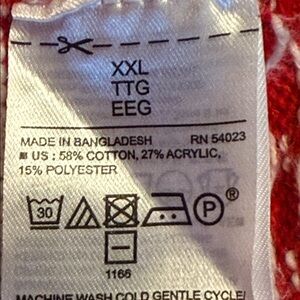 XXL
TTG
EEG
MADE IN BANGLADESH RN 54023
US : 58% COTTON, 27% ACRYLIC,
15% POLYESTER
30 P ®
1166
MACHINE WASH COLD GENTLE CYCLE/